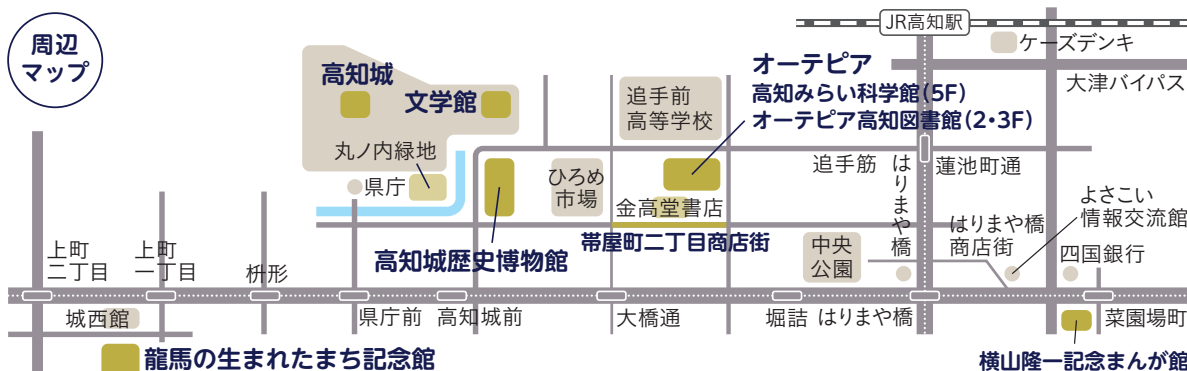 周辺
マップ
JR高知駅
ケーズデンキ
大津バイパス
高知城
文学館
オーテピア
高知みらい科学館(5F)
オーテピア高知図書館(2・3F)
追手前
高等学校
丸ノ内緑地
県庁
ひろめ
市場
金高堂書店
追手筋
はりまや橋
蓮池町通
よさこい
情報交流館
はりまや橋
商店街
四国銀行
帯屋町二丁目商店街
中央
公園
高知城歴史博物館
上町
二丁目
上町
一丁目
枡形
城西館
県庁前
高知城前
大橋通
堀詰
はりまや橋
菜園場町
龍馬の生まれたまち記念館
横山隆一記念まんが館